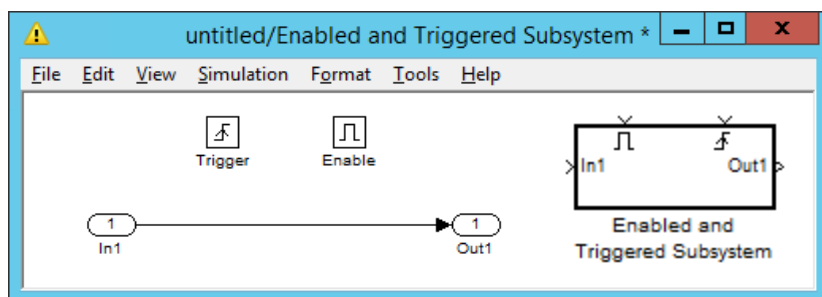 untitled/Enabled and Triggered Subsystem *
File Edit View Simulation Format Tools Help
Trigger
Enable
In1
Out1
1
In1
1
Out1
Enabled and
Triggered Subsystem